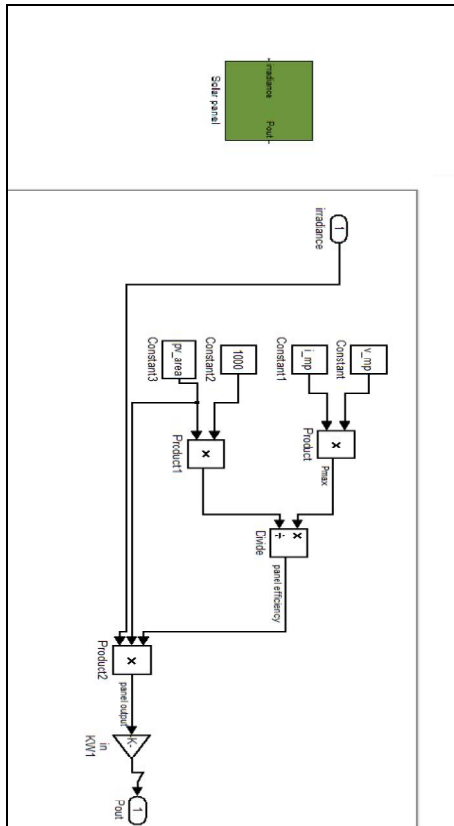 irradiance
Pout
Solar panel
1
irradiance
v_mp
Constant
i_mp
Constant1
1000
Constant2
pv_area
Constant3
x
Product
Pmax
x
Product1
x
÷
Divide
panel efficiency
x
Product2
panel output
-K-
in
KW1
1
Pout